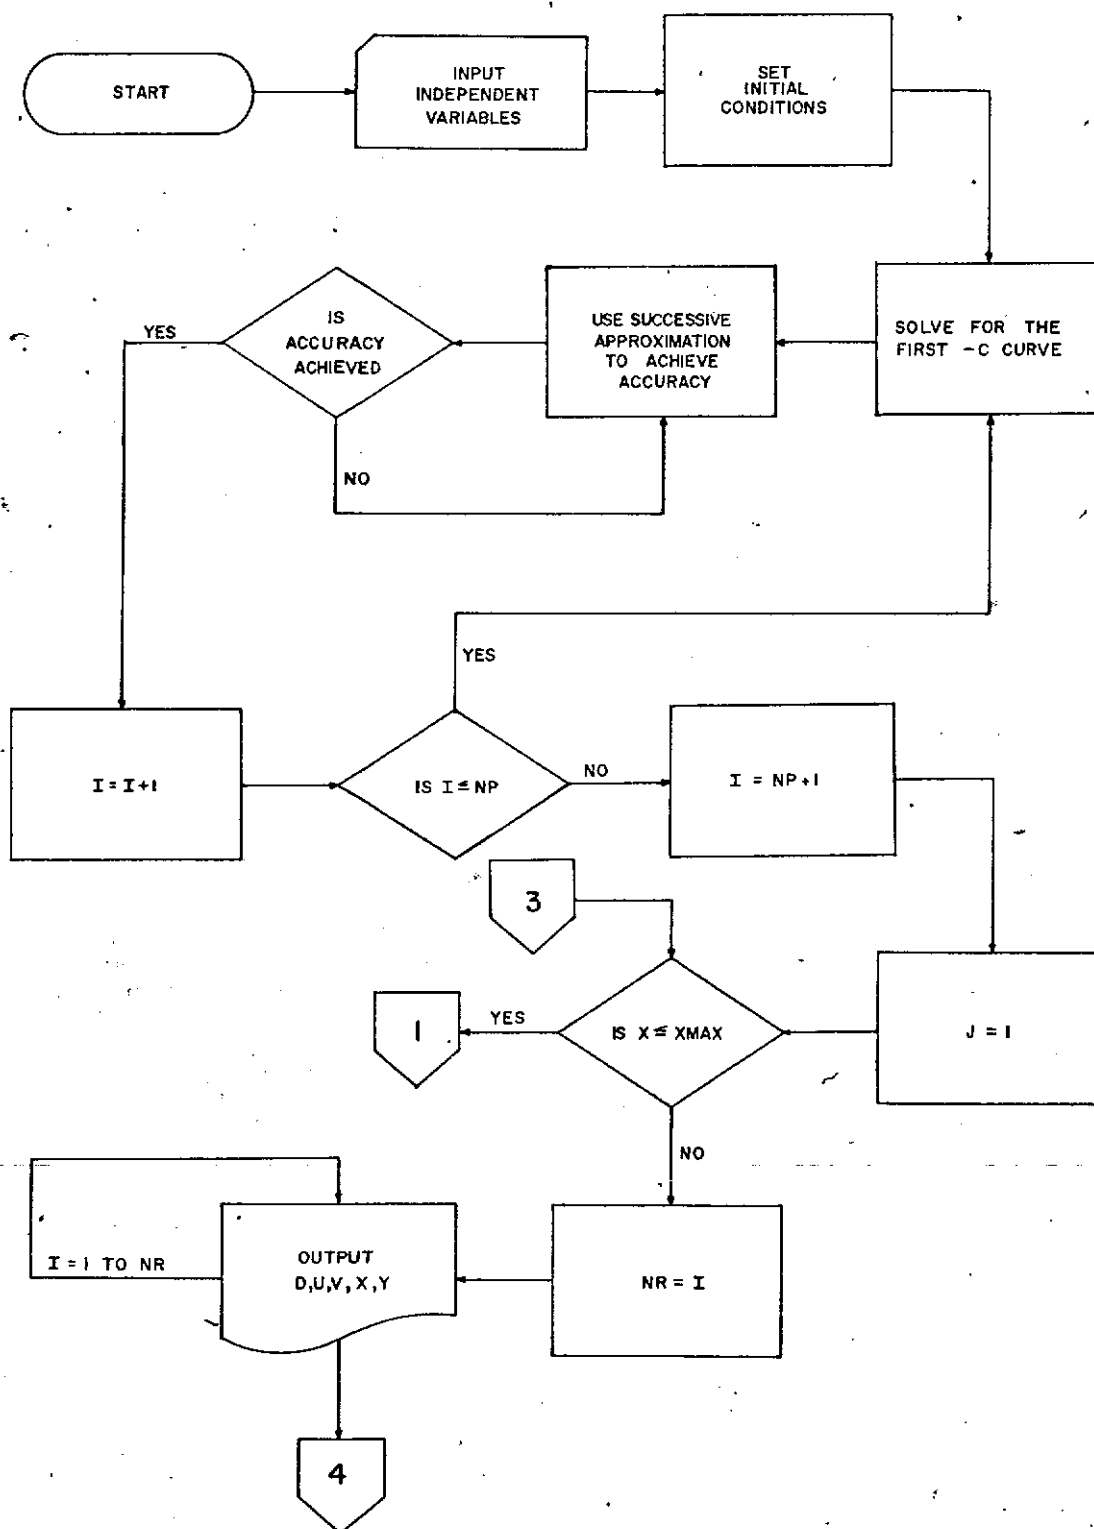 START
INPUT
INDEPENDENT
VARIABLES
SET
INITIAL
CONDITIONS
YES
IS
ACCURACY
ACHIEVED
USE SUCCESSIVE
APPROXIMATION
TO ACHIEVE
ACCURACY
SOLVE FOR THE
FIRST -C CURVE
NO
YES
I = I+1
IS I ≤ NP
NO
I = NP+1
3
1
YES
IS X ≤ XMAX
J = 1
NO
I = 1 TO NR
OUTPUT
D,U,V,X,Y
NR = I
4